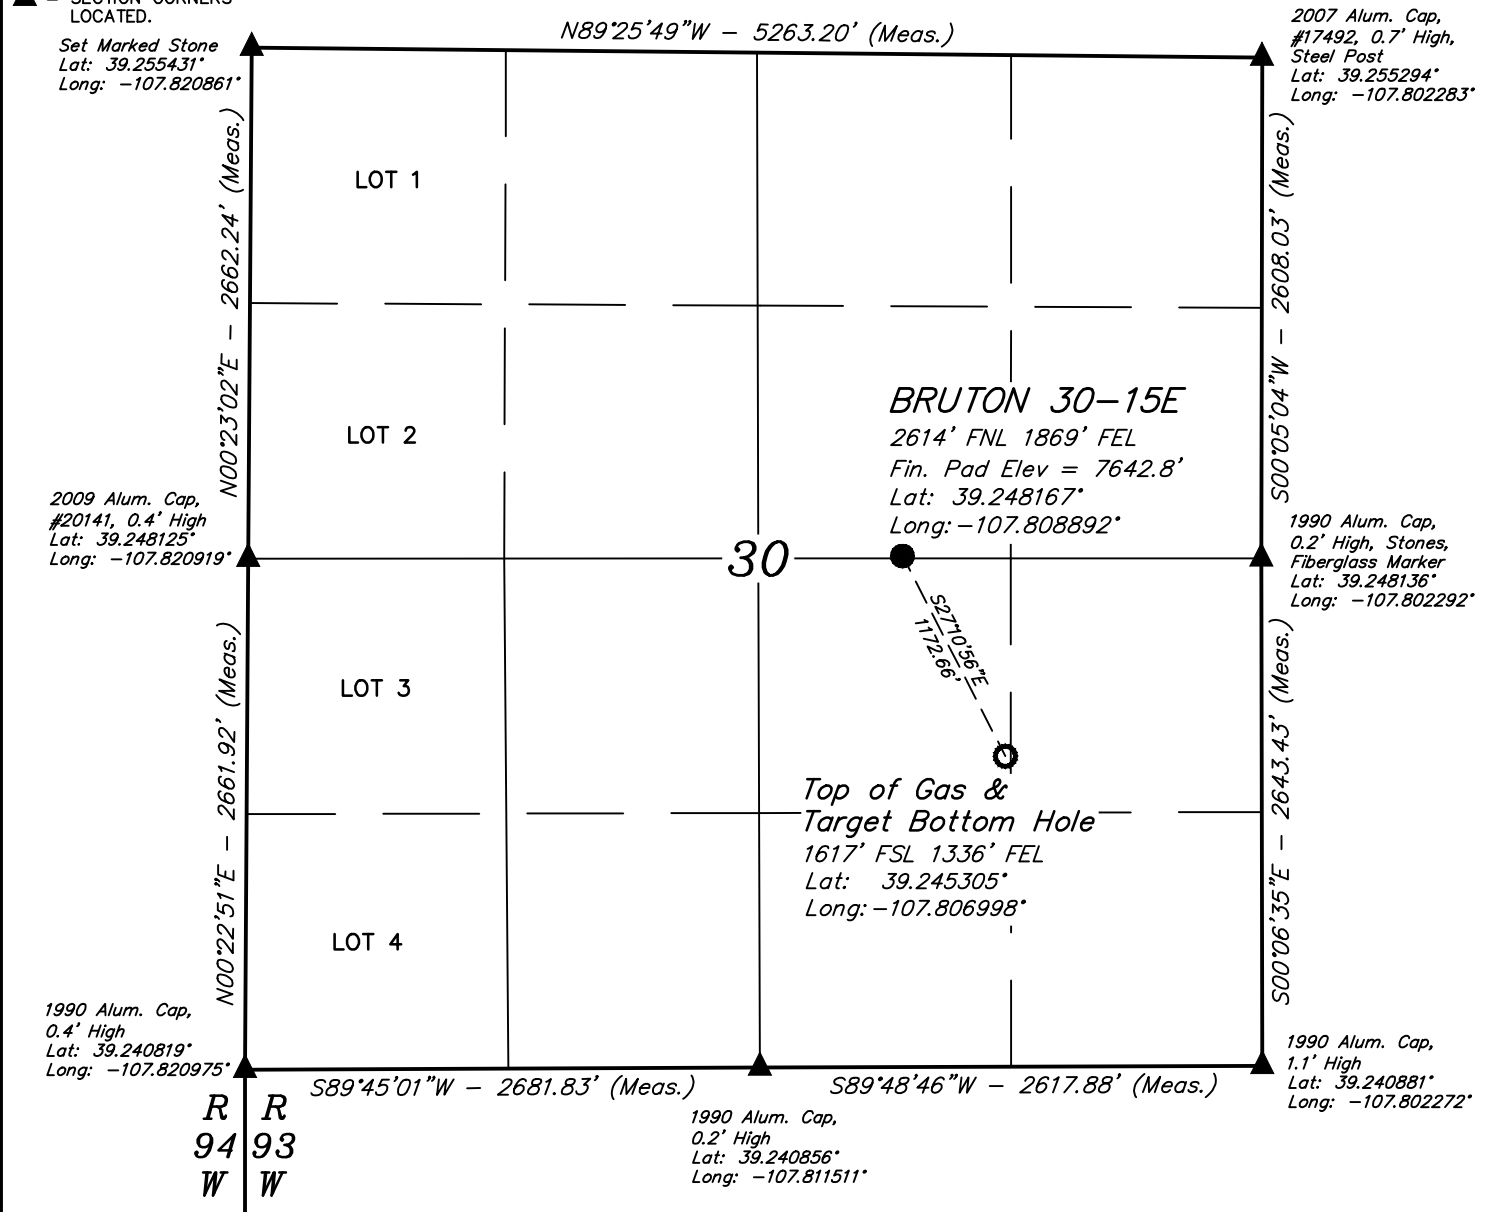 LOCATED.
N89°25'49"W - 5263.20' (Meas.)
Set Marked Stone
Lat: 39.255431°
Long: -107.820861°
2007 Alum. Cap,
#17492, 0.7' High,
Steel Post
Lat: 39.255294°
Long: -107.802283°
N00°23'02"E - 2662.24' (Meas.)
S00°05'04"W - 2608.03' (Meas.)
LOT 1
LOT 2
BRUTON 30-15E
2614' FNL 1869' FEL
Fin. Pad Elev = 7642.8'
Lat: 39.248167°
Long: -107.808892°
2009 Alum. Cap,
#20141, 0.4' High
Lat: 39.248125°
Long: -107.820919°
30
1990 Alum. Cap,
0.2' High, Stones,
Fiberglass Marker
Lat: 39.248136°
Long: -107.802292°
S27°10'56"E
1172.66'
N00°22'51"E - 2661.92' (Meas.)
S00°06'35"E - 2643.43' (Meas.)
LOT 3
Top of Gas &
Target Bottom Hole
1617' FSL 1336' FEL
Lat: 39.245305°
Long: -107.806998°
LOT 4
1990 Alum. Cap,
0.4' High
Lat: 39.240819°
Long: -107.820975°
S89°45'01"W - 2681.83' (Meas.)
S89°48'46"W - 2617.88' (Meas.)
1990 Alum. Cap,
1.1' High
Lat: 39.240881°
Long: -107.802272°
1990 Alum. Cap,
0.2' High
Lat: 39.240856°
Long: -107.811511°
R R
94 93
W W